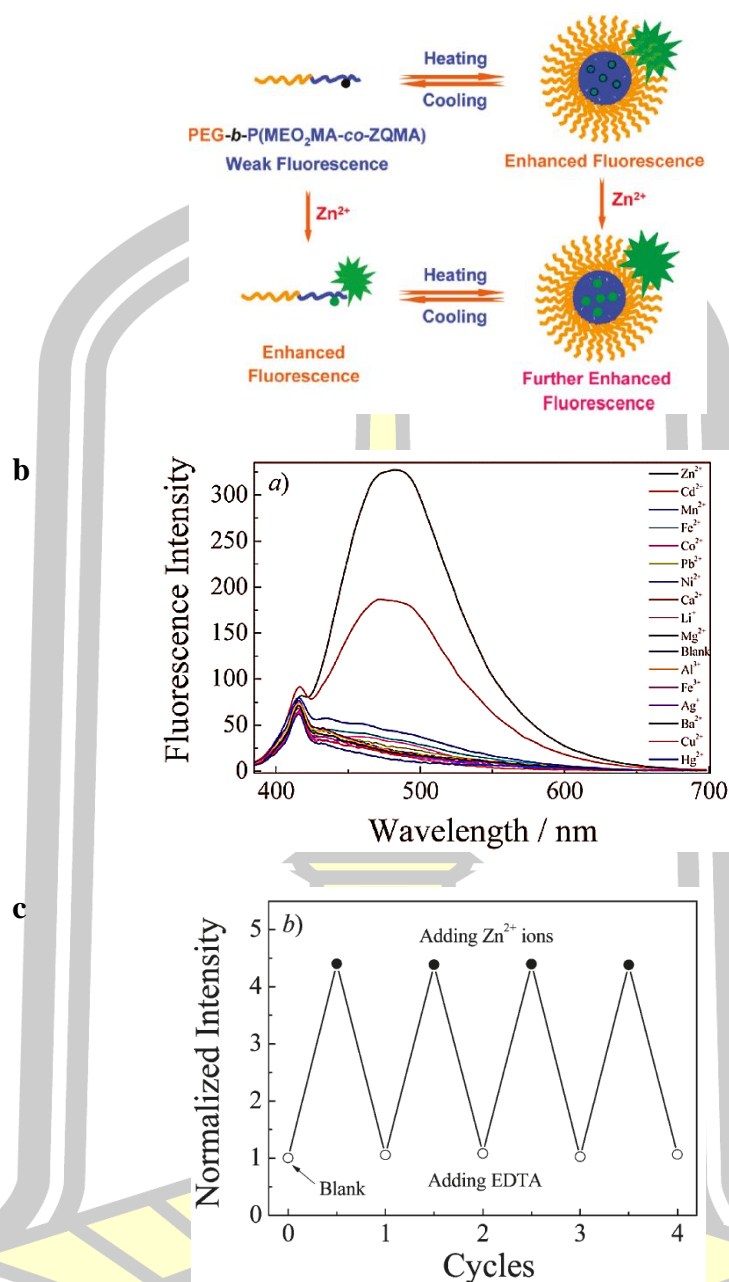 Heating
Cooling
PEG-b-P(MEO₂MA-co-ZQMA)
Weak Fluorescence
Enhanced Fluorescence
Zn²⁺
Zn²⁺
Heating
Cooling
Enhanced
Fluorescence
Further Enhanced
Fluorescence
b
a)
Fluorescence Intensity
300
250
200
150
100
50
0
400
500
600
700
Wavelength / nm
Zn²⁺
Cd²⁺
Mn²⁺
Fe²⁺
Co²⁺
Pb²⁺
Ni²⁺
Ca²⁺
Li⁺
Mg²⁺
Blank
Al³⁺
Fe³⁺
Ag⁺
Ba²⁺
Cu²⁺
Hg²⁺
c
b)
Normalized Intensity
5
4
3
2
1
0
Adding Zn²⁺ ions
Blank
Adding EDTA
0
1
2
3
4
Cycles